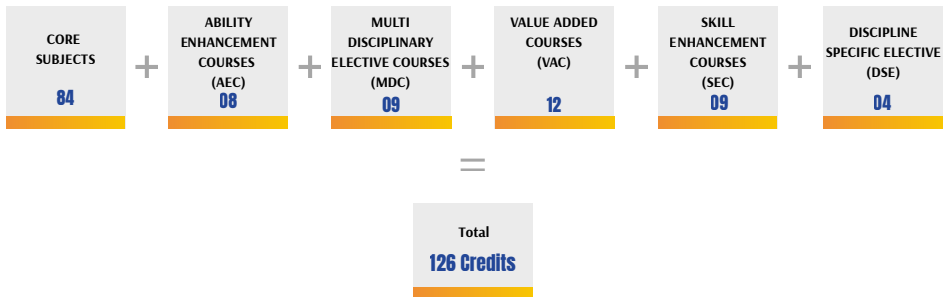 CORE
SUBJECTS
84
+
ABILITY
ENHANCEMENT
COURSES
(AEC)
08
+
MULTI
DISCIPLINARY
ELECTIVE COURSES
(MDC)
09
+
VALUE ADDED
COURSES
(VAC)
12
+
SKILL
ENHANCEMENT
COURSES
(SEC)
09
+
DISCIPLINE
SPECIFIC ELECTIVE
(DSE)
04
=
Total
126 Credits